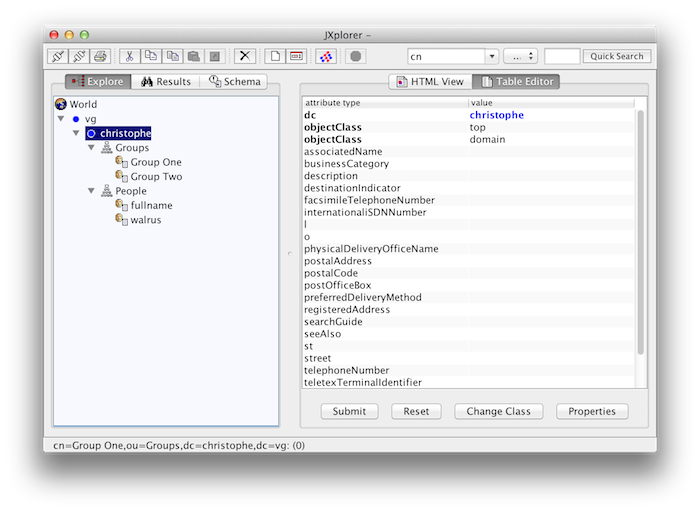 JXplorer –
cn
...
Quick Search
Explore
Results
Schema
HTML View
Table Editor
World
vg
christophe
Groups
Group One
Group Two
People
fullname
walrus
attribute type value
dc christophe
objectClass top
objectClass domain
associatedName
businessCategory
description
destinationIndicator
facsimileTelephoneNumber
internationaliSDNNumber
l
o
physicalDeliveryOfficeName
postalAddress
postalCode
postOfficeBox
preferredDeliveryMethod
registeredAddress
searchGuide
seeAlso
st
street
telephoneNumber
teletexTerminalIdentifier
Submit
Reset
Change Class
Properties
cn=Group One,ou=Groups,dc=christophe,dc=vg: (0)